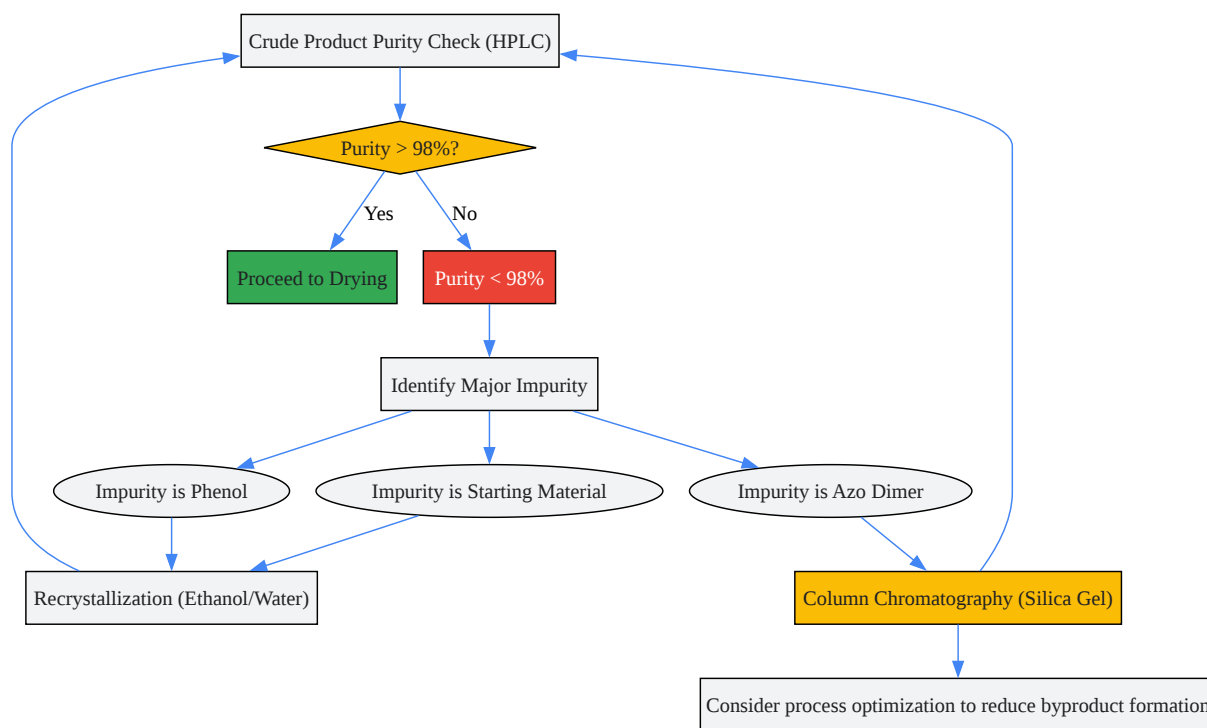 Crude Product Purity Check (HPLC)
Purity > 98%?
Yes
No
Proceed to Drying
Purity < 98%
Identify Major Impurity
Impurity is Phenol
Impurity is Starting Material
Impurity is Azo Dimer
Recrystallization (Ethanol/Water)
Column Chromatography (Silica Gel)
Consider process optimization to reduce byproduct formation